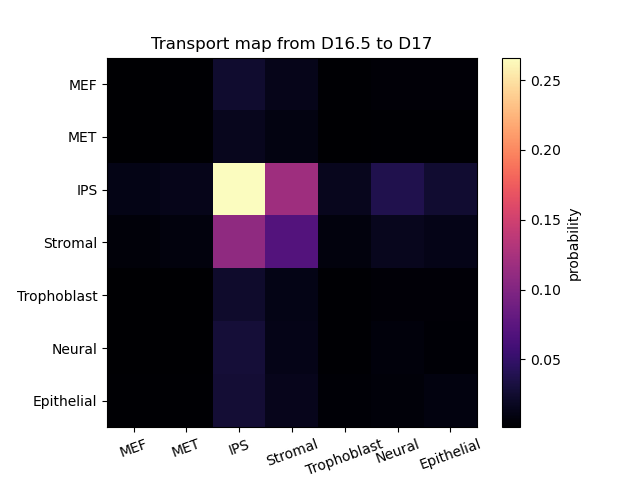 Transport map from D16.5 to D17
MEF
MET
IPS
Stromal
Trophoblast
Neural
Epithelial
MEF
MET
IPS
Stromal
Trophoblast
Neural
Epithelial
0.25
0.20
0.15
0.10
0.05
probability